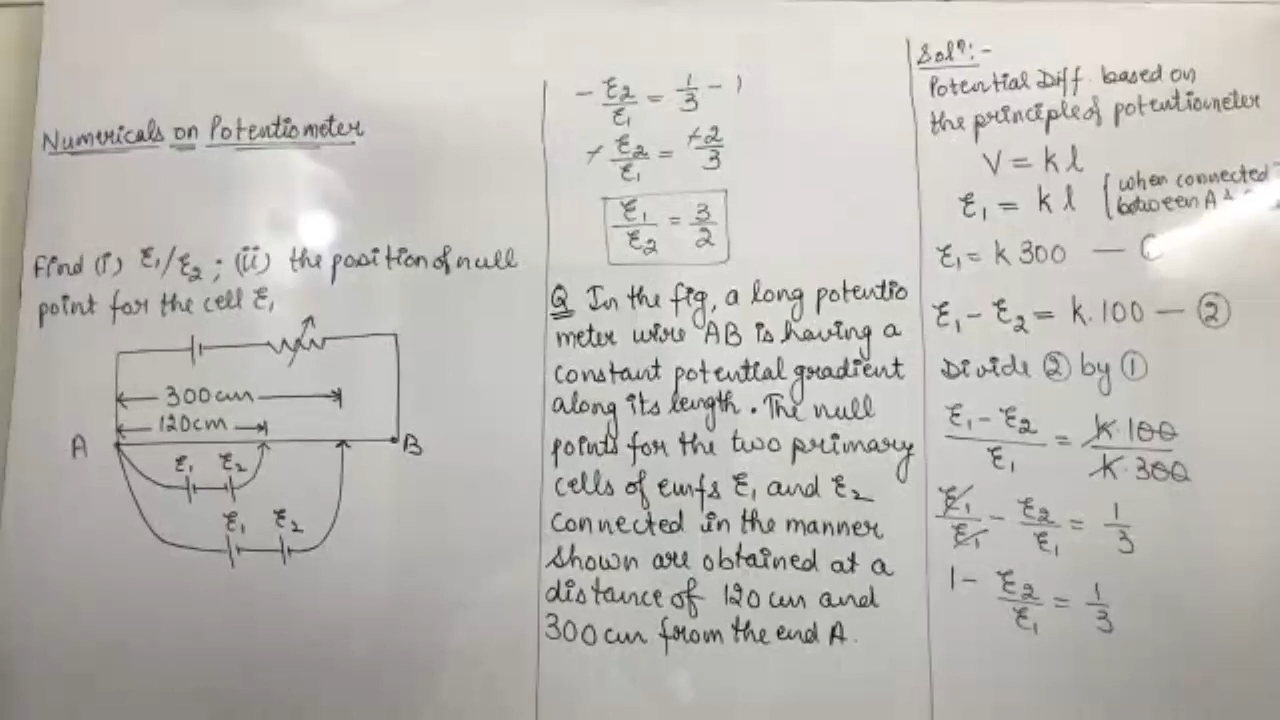 Numericals on Potentiometer
Find (i) ε₁/ε₂ ; (ii) the position of null
point for the cell ε₁
300 cm
120 cm
A
B
ε₁ ε₂
ε₁ ε₂
- ε₂/ε₁ = 1/3 - 1
+ ε₂/ε₁ = +2/3
ε₁/ε₂ = 3/2
Q In the fig, a long potentio
meter wire AB is having a
constant potential gradient
along its length. The null
points for the two primary
cells of emfs ε₁ and ε₂
connected in the manner
shown are obtained at a
distance of 120 cm and
300 cm from the end A.
Solⁿ:-
Potential Diff. based on
the principle of potentiometer
V = kl
ε₁ = kl {when connected
between A &
ε₁ = k 300 —
ε₁ - ε₂ = k.100 — ②
Divide ② by ①
ε₁ - ε₂/ε₁ = k.100/k.300
ε₁/ε₁ - ε₂/ε₁ = 1/3
1 - ε₂/ε₁ = 1/3